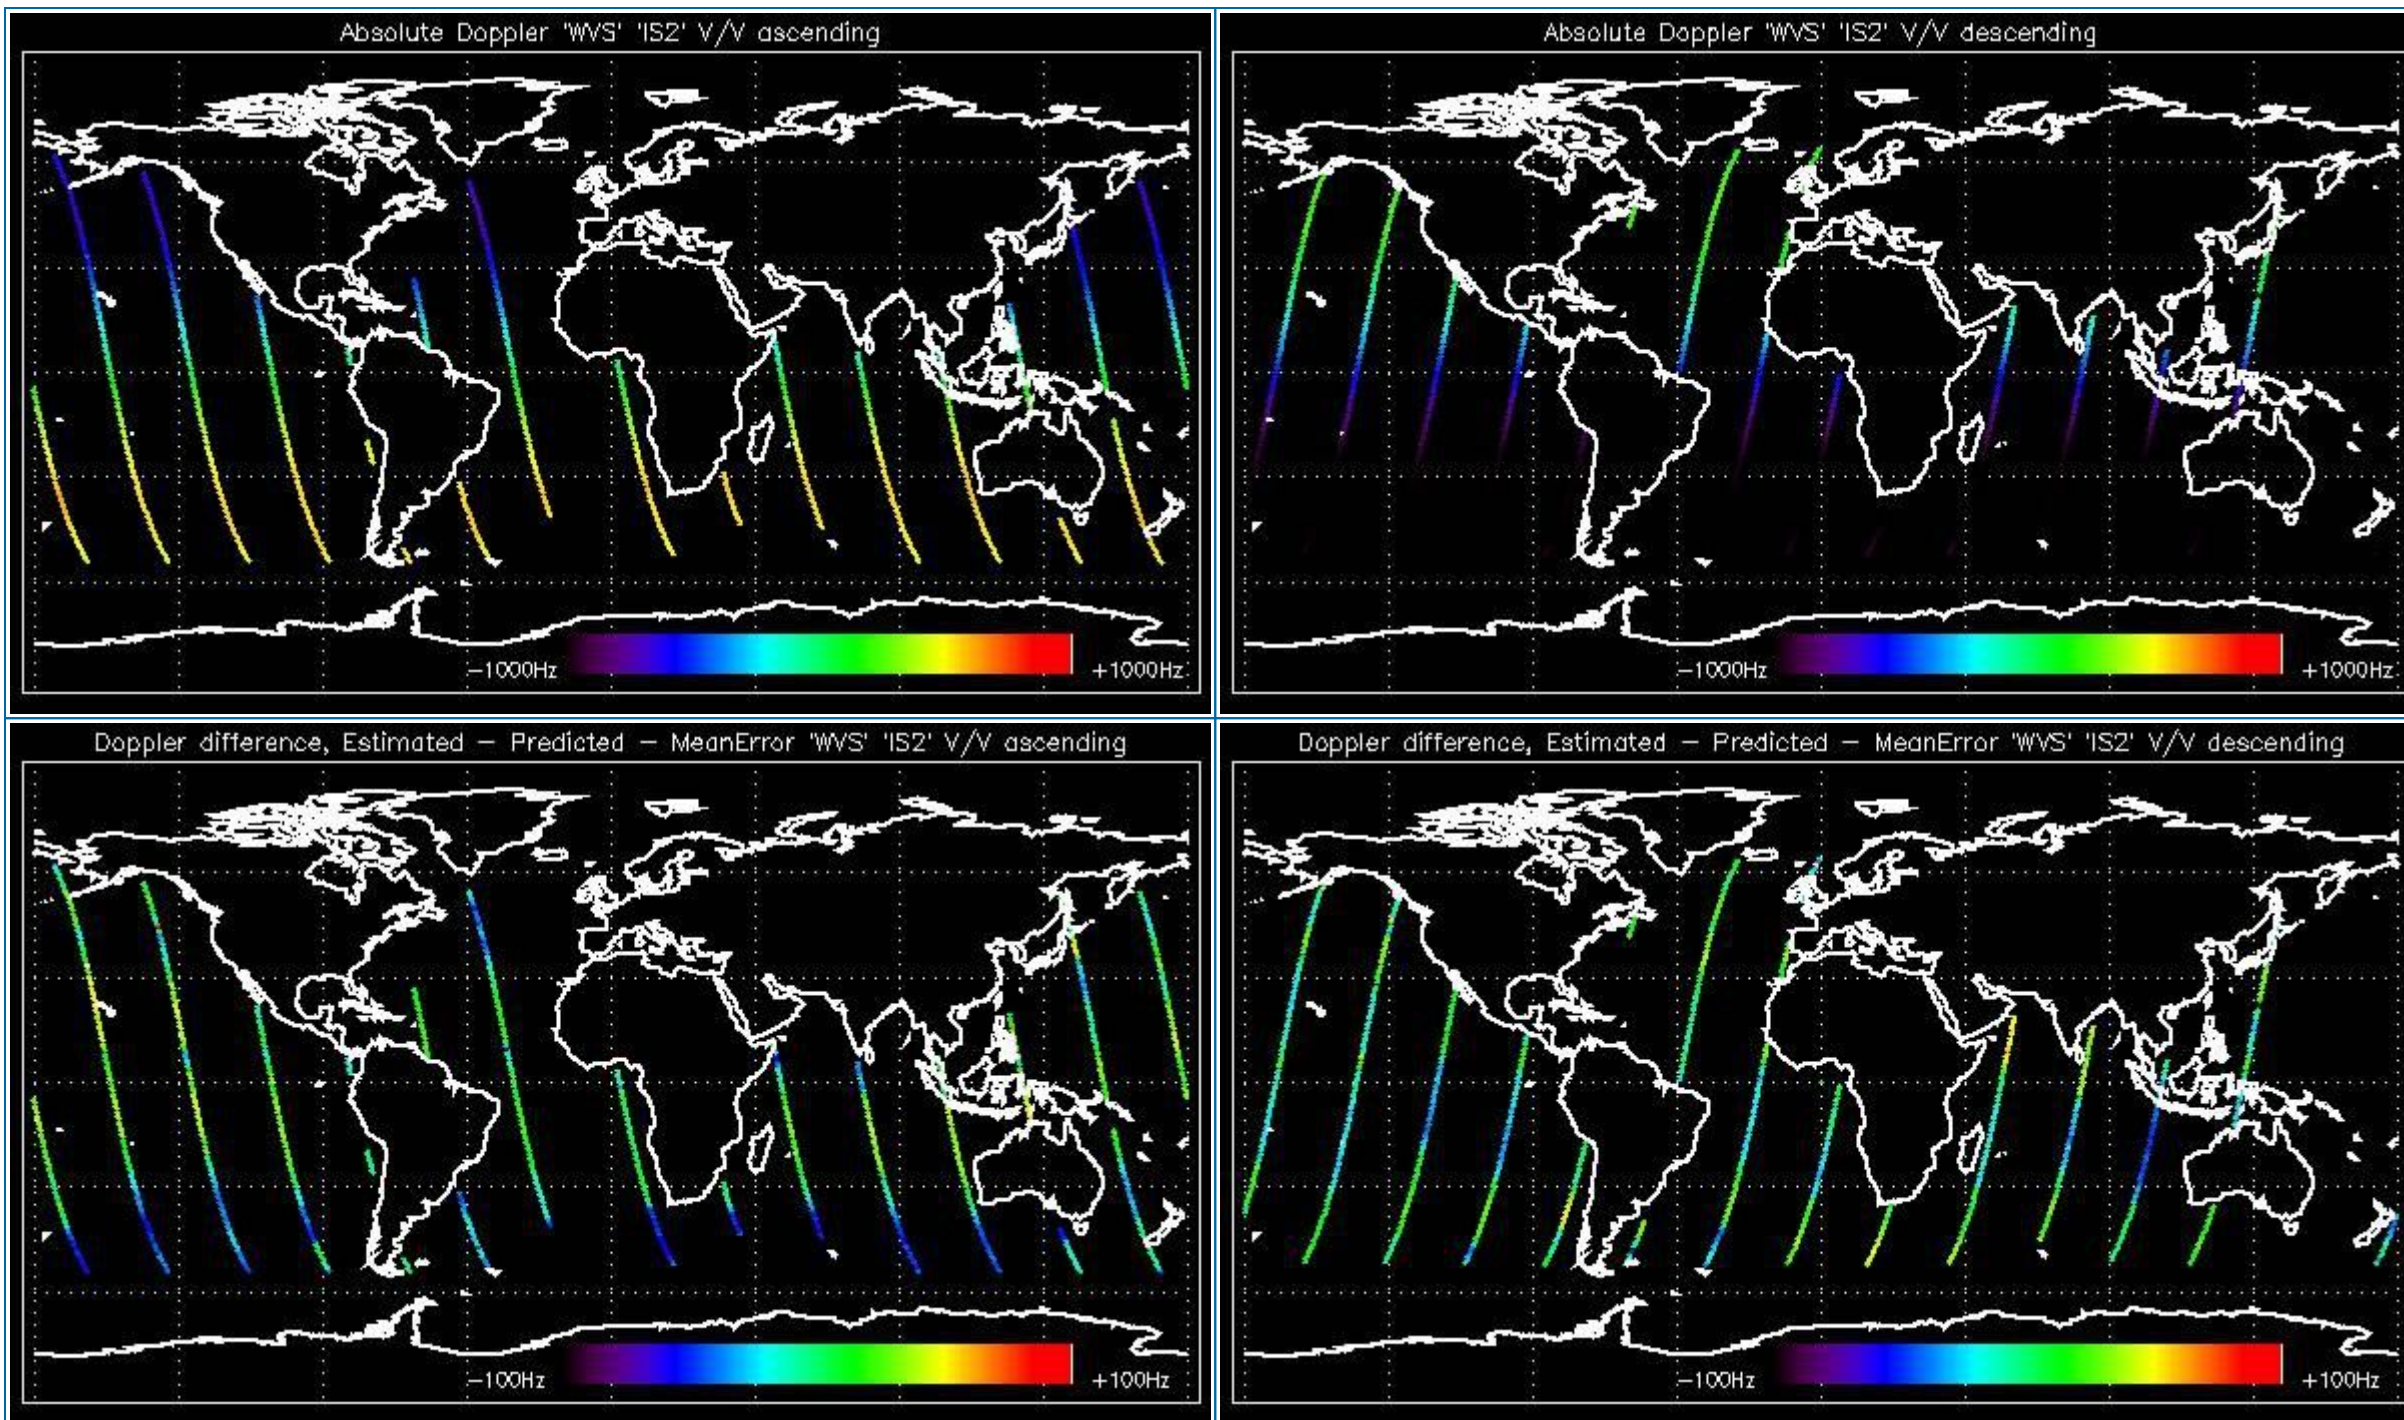 Absolute Doppler 'WVS' 'IS2' V/V ascending
-1000Hz
+1000Hz
Absolute Doppler 'WVS' 'IS2' V/V descending
-1000Hz
+1000Hz
Doppler difference, Estimated - Predicted - MeanError 'WVS' 'IS2' V/V ascending
-100Hz
+100Hz
Doppler difference, Estimated - Predicted - MeanError 'WVS' 'IS2' V/V descending
-100Hz
+100Hz